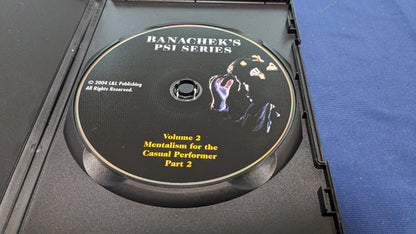 BANACHEK'S
PSI SERIES
© 2004 L&L Publishing
All Rights Reserved.
Volume 2
Mentalism for the
Casual Performer
Part 2